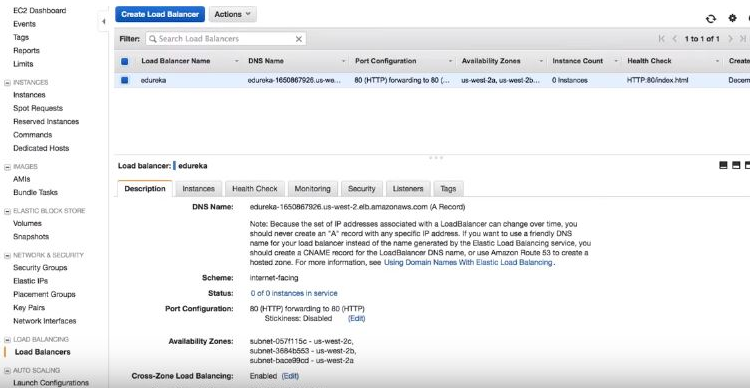 EC2 Dashboard
Events
Tags
Reports
Limits
INSTANCES
Instances
Spot Requests
Reserved Instances
Commands
Dedicated Hosts
IMAGES
AMIs
Bundle Tasks
ELASTIC BLOCK STORE
Volumes
Snapshots
NETWORK & SECURITY
Security Groups
Elastic IPs
Placement Groups
Key Pairs
Network Interfaces
LOAD BALANCING
Load Balancers
AUTO SCALING
Launch Configurations
Create Load Balancer Actions
Filter: Search Load Balancers 1 to 1 of 1
Load Balancer Name DNS Name Port Configuration Availability Zones Instance Count Health Check Create
edureka edureka-1650867926.us-we... 80 (HTTP) forwarding to 80 (... us-west-2a, us-west-2b... 0 Instances HTTP:80/index.html Decem
Load balancer: edureka
Description Instances Health Check Monitoring Security Listeners Tags
DNS Name: edureka-1650867926.us-west-2.elb.amazonaws.com (A Record)
Note: Because the set of IP addresses associated with a LoadBalancer can change over time, you
should never create an "A" record with any specific IP address. If you want to use a friendly DNS
name for your load balancer instead of the name generated by the Elastic Load Balancing service, you
should create a CNAME record for the LoadBalancer DNS name, or use Amazon Route 53 to create a
hosted zone. For more information, see Using Domain Names With Elastic Load Balancing.
Scheme: internet-facing
Status: 0 of 0 instances in service
Port Configuration: 80 (HTTP) forwarding to 80 (HTTP)
Stickiness: Disabled (Edit)
Availability Zones: subnet-057f115c - us-west-2c,
subnet-3684b553 - us-west-2b,
subnet-bace99cd - us-west-2a
Cross-Zone Load Balancing: Enabled (Edit)